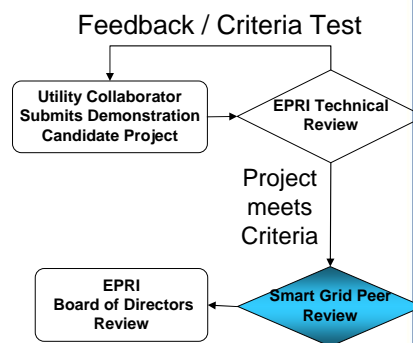 Feedback / Criteria Test
Utility Collaborator
Submits Demonstration
Candidate Project
EPRI Technical
Review
Project
meets
Criteria
Smart Grid Peer
Review
EPRI
Board of Directors
Review